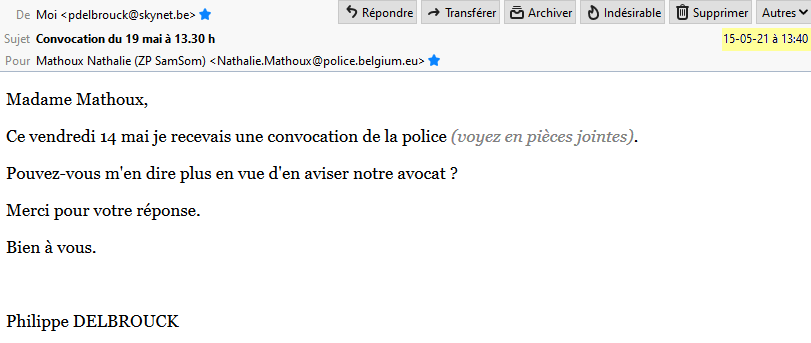 De Moi <pdelbrouck@skynet.be>
Répondre Transférer Archiver Indésirable Supprimer Autres
Sujet Convocation du 19 mai à 13.30 h
15-05-21 à 13:40
Pour Mathoux Nathalie (ZP SamSom) <Nathalie.Mathoux@police.belgium.eu>
Madame Mathoux,
Ce vendredi 14 mai je recevais une convocation de la police (voyez en pièces jointes).
Pouvez-vous m'en dire plus en vue d'en aviser notre avocat ?
Merci pour votre réponse.
Bien à vous.
Philippe DELBROUCK